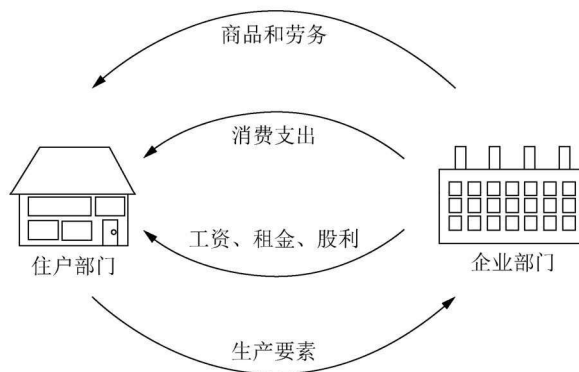 商品和劳务
消费支出
工资、租金、股利
住户部门
企业部门
生产要素